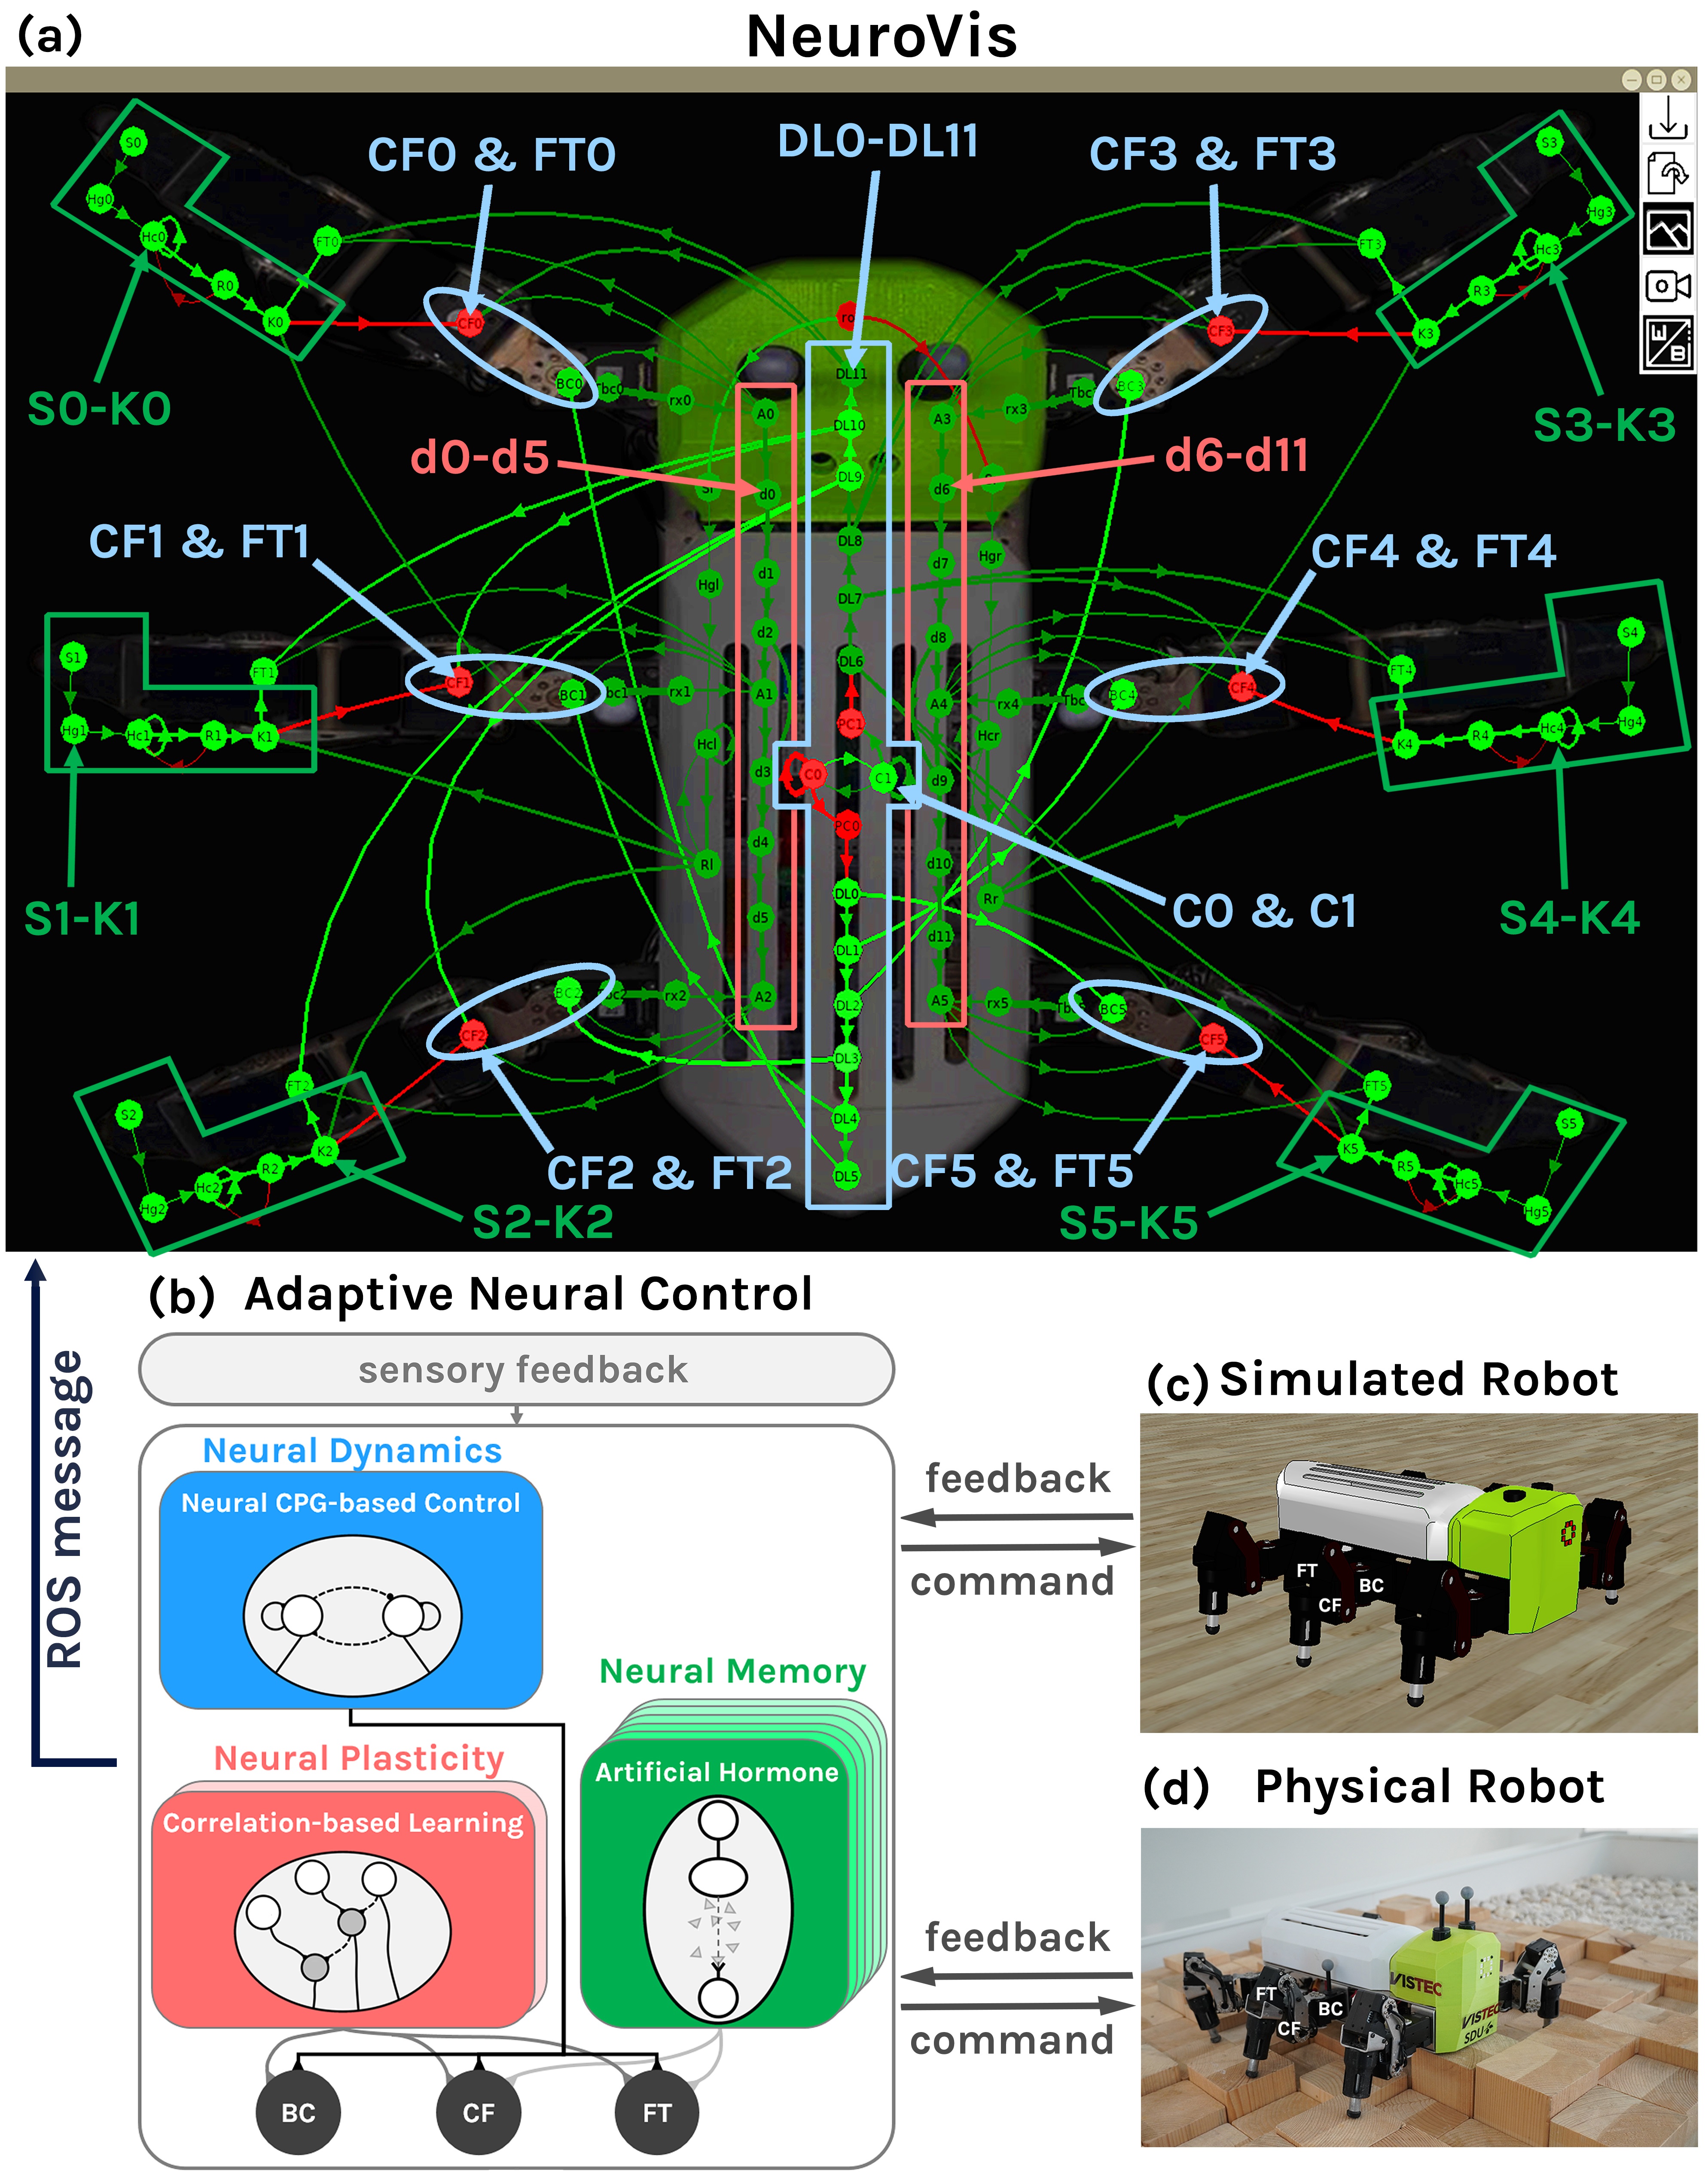 (a)
NeuroVis
S0
Hg0
Hc0
R0
K0
FT0
CF0 & FT0
DL0-DL11
CF3 & FT3
S3
Hg3
Hc3
R3
K3
FT3
W
B
CF0
BC0
rx0
A0
DL11
DL10
DL9
A3
rx3
BC3
CF3
S0-K0
S3-K3
d0-d5
d6-d11
d0
d6
CF1 & FT1
CF4 & FT4
DL8
d1
d7
Hgl
Hgr
DL7
d2
d8
DL6
S1
FT1
CF1
BC1
bc1
rx1
A1
PC1
A4
rx4
Tbc
BC4
CF4
FT4
S4
Hg1
Hc1
R1
K1
Hcl
Hcr
K4
R4
Hc4
Hg4
d3
C0
C1
d9
PC0
d4
d10
Rl
DL0
Rr
S1-K1
C0 & C1
S4-K4
d5
DL1
d11
BC2
rx2
A2
DL2
A5
rx5
BC5
CF2
CF5
DL3
FT2
FT5
S2
DL4
S5
K2
R2
Hc2
Hg2
CF2 & FT2
DL5
CF5 & FT5
K5
R5
Hc5
Hg5
S2-K2
S5-K5
ROS message
(b) Adaptive Neural Control
sensory feedback
Neural Dynamics
Neural CPG-based Control
Neural Memory
Artificial Hormone
Neural Plasticity
Correlation-based Learning
BC
CF
FT
feedback
command
feedback
command
(c) Simulated Robot
FT
BC
CF
(d) Physical Robot
FT
BC
CF
VISTEC
VISTEC
SDU